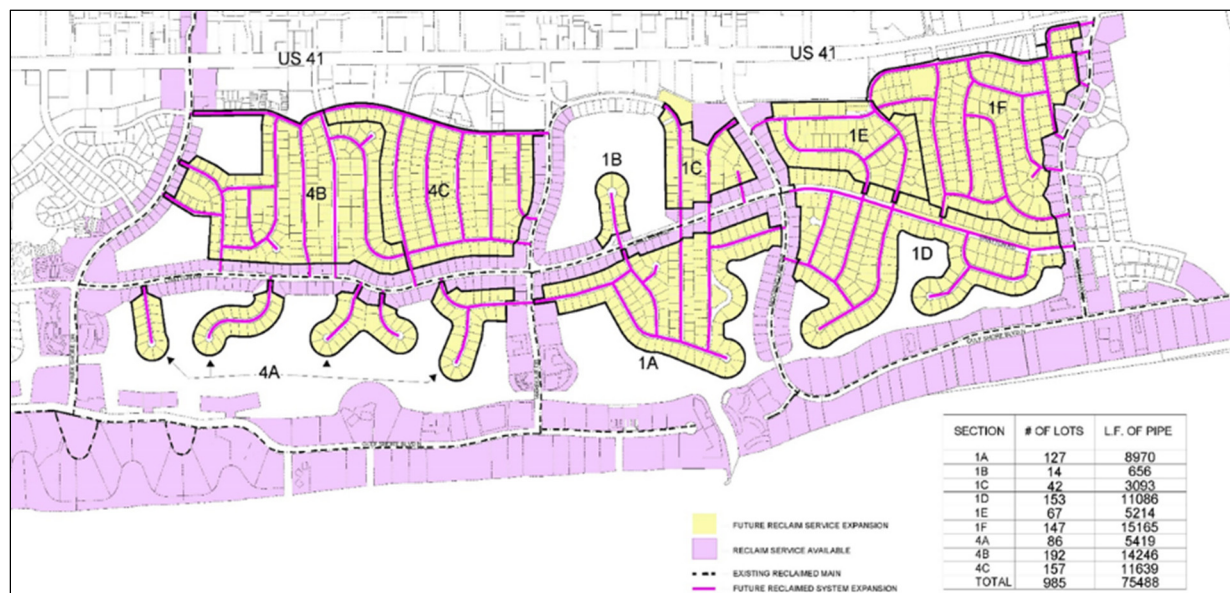 US 41
US 41
1F
1E
1B
1C
4B
4C
1D
1A
4A
SECTION # OF LOTS L.F. OF PIPE
1A 127 8970
1B 14 656
1C 42 3093
1D 153 11086
1E 67 5214
1F 147 15165
4A 86 5419
4B 192 14246
4C 157 11639
TOTAL 985 75488
FUTURE RECLAIM SERVICE EXPANSION
RECLAIM SERVICE AVAILABLE
EXISTING RECLAIMED MAIN
FUTURE RECLAIMED SYSTEM EXPANSION